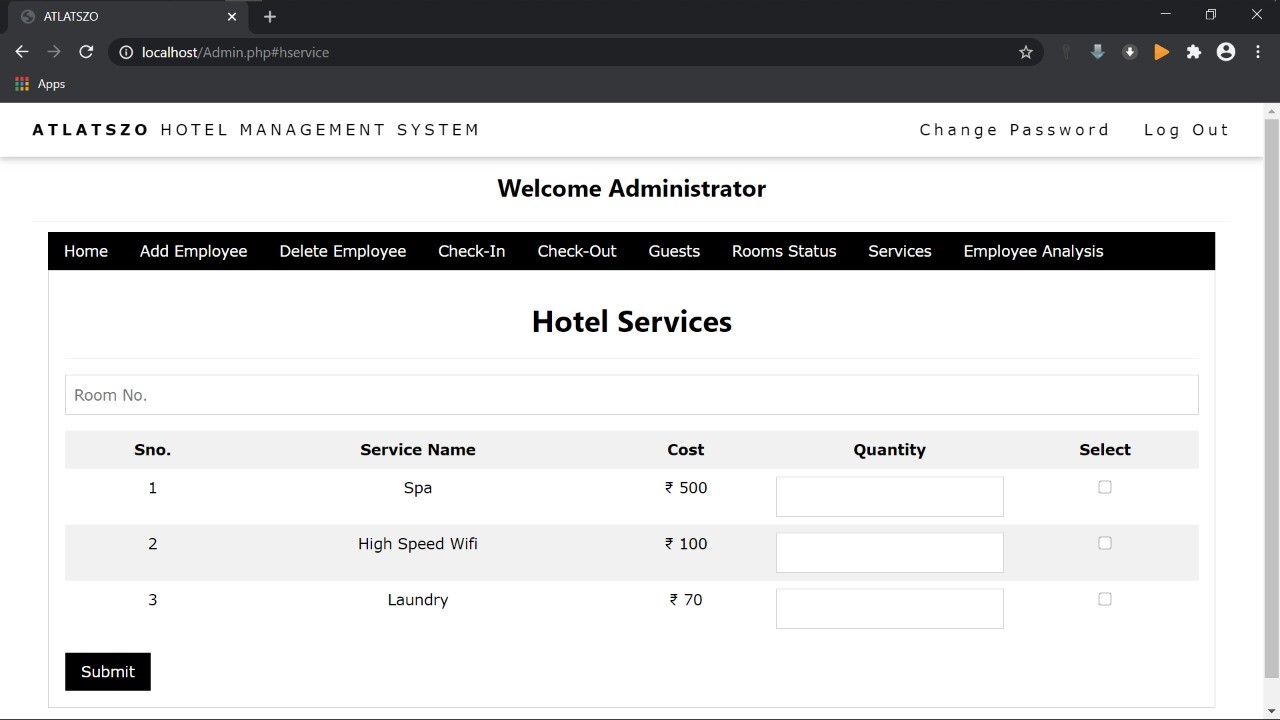 ATLATSZO
localhost/Admin.php#hservice
Apps
ATLATSZO HOTEL MANAGEMENT SYSTEM Change Password Log Out
Welcome Administrator
Home Add Employee Delete Employee Check-In Check-Out Guests Rooms Status Services Employee Analysis
Hotel Services
Room No.
Sno. Service Name Cost Quantity Select
1 Spa ₹ 500
2 High Speed Wifi ₹ 100
3 Laundry ₹ 70
Submit